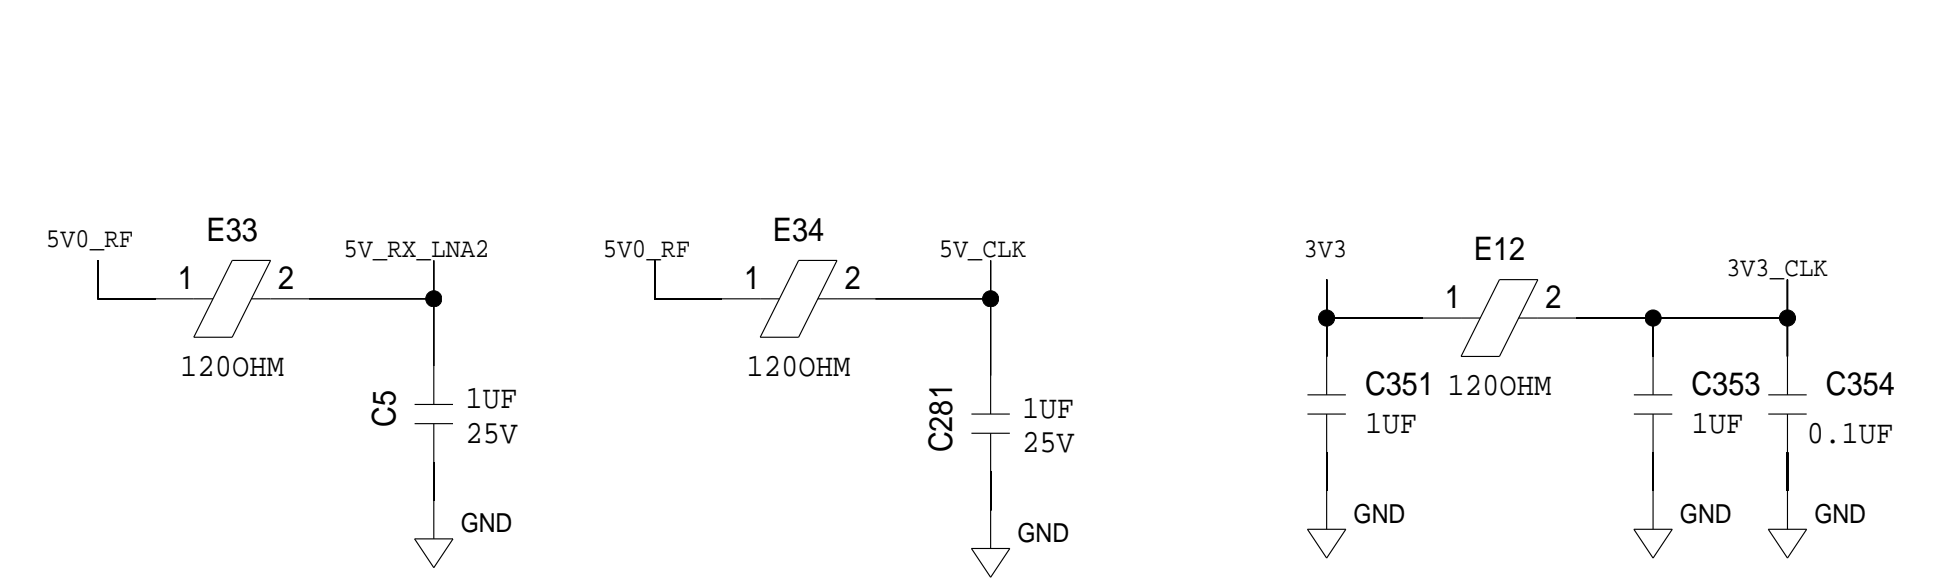 5V0_RF
E33
5V_RX_LNA2
1
2
120OHM
C5
1UF
25V
GND
5V0_RF
E34
5V_CLK
1
2
120OHM
C281
1UF
25V
GND
3V3
E12
3V3_CLK
1
2
C351
120OHM
C353
C354
1UF
1UF
0.1UF
GND
GND
GND